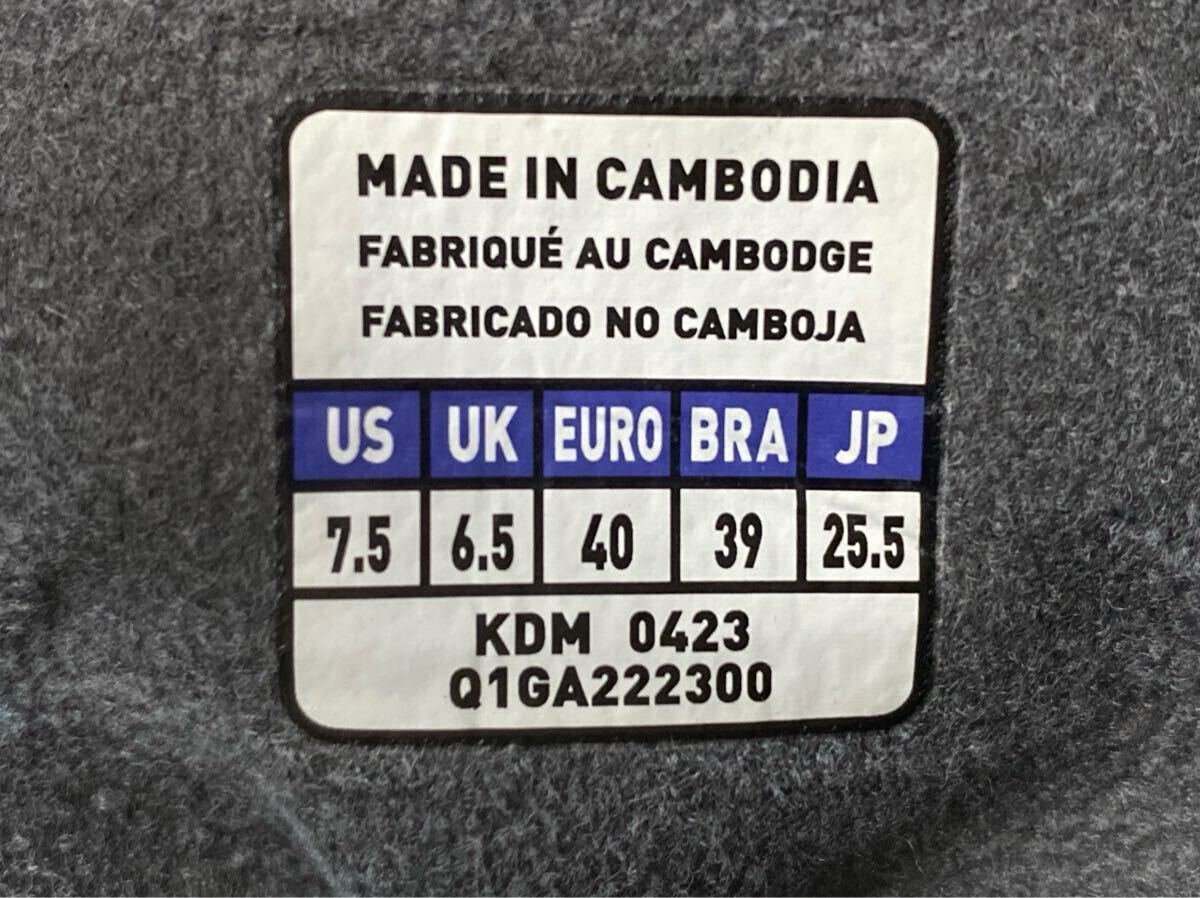 MADE IN CAMBODIA
FABRIQUÉ AU CAMBODGE
FABRICADO NO CAMBOJA
US UK EURO BRA JP
7.5 6.5 40 39 25.5
KDM 0423
Q1GA222300